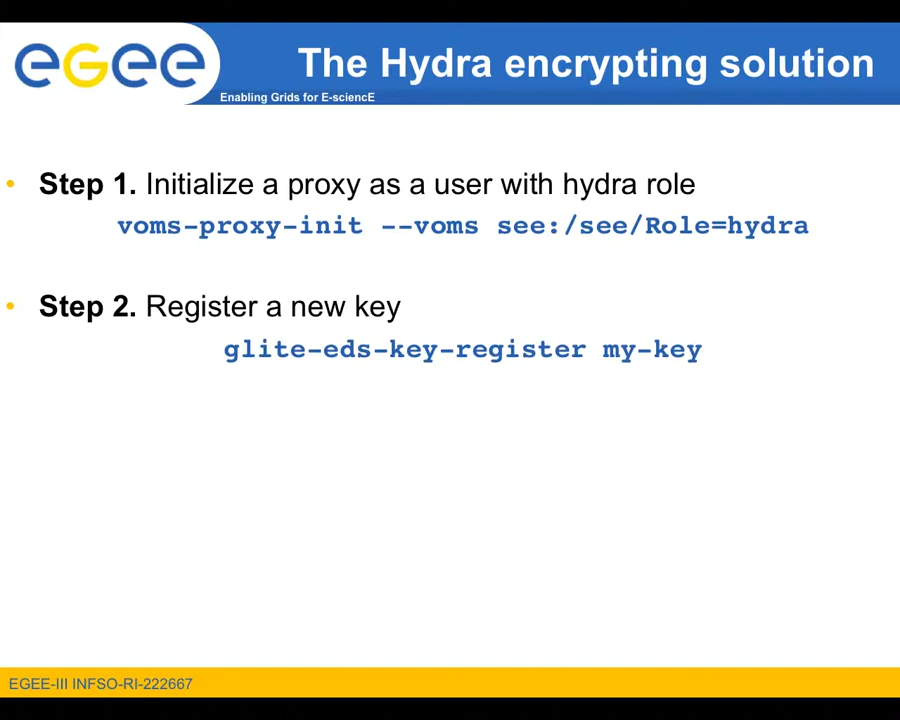 eGee
The Hydra encrypting solution
Enabling Grids for E-sciencE
• Step 1. Initialize a proxy as a user with hydra role
voms-proxy-init --voms see:/see/Role=hydra
• Step 2. Register a new key
glite-eds-key-register my-key
EGEE-III INFSO-RI-222667